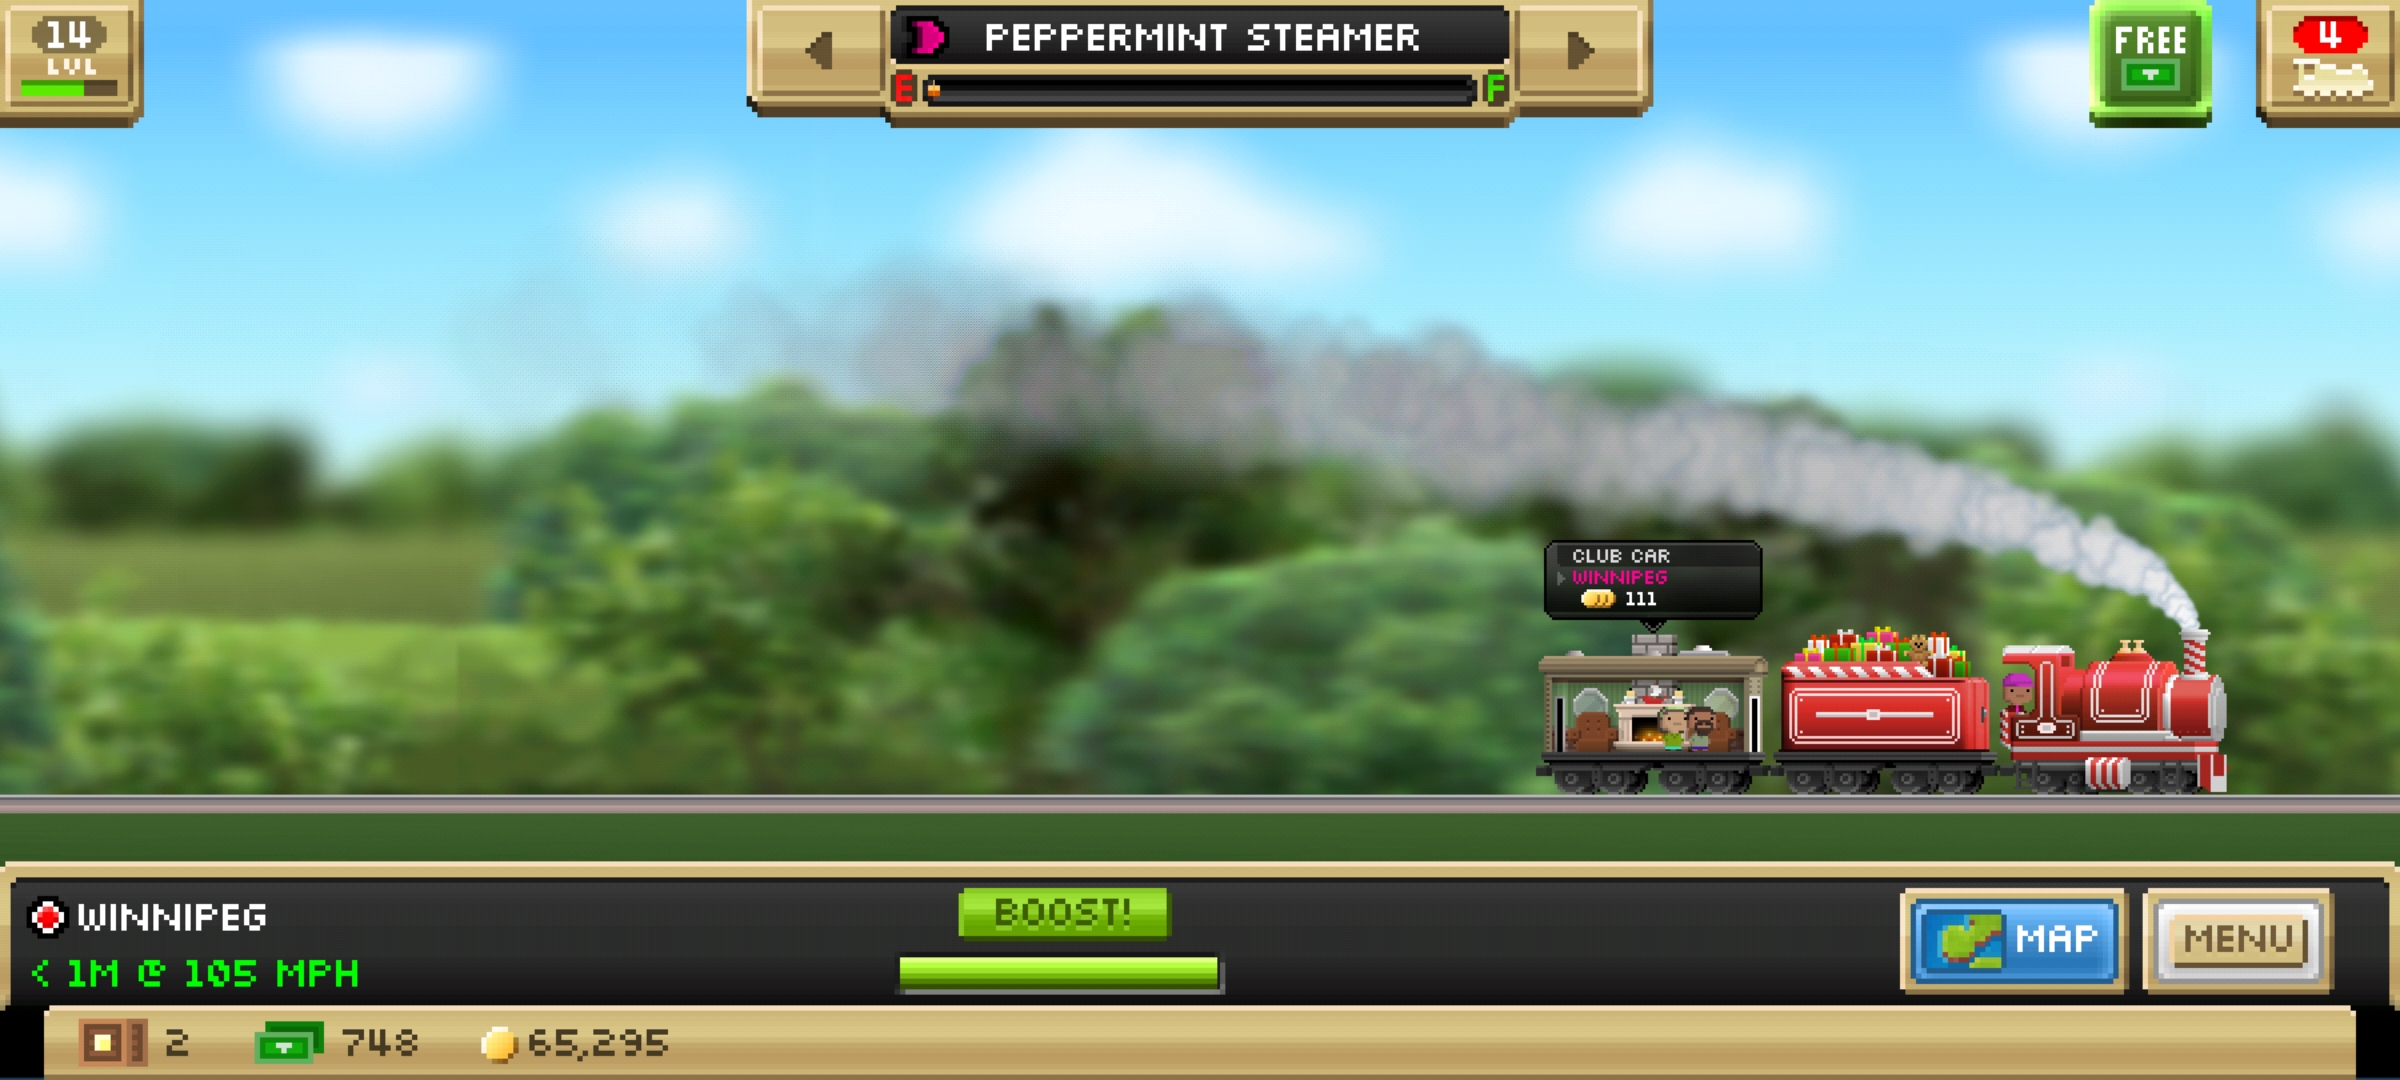 14
LVL
PEPPERMINT STEAMER
E F
FREE
4
CLUB CAR
WINNIPEG
111
WINNIPEG
< 1M @ 105 MPH
BOOST!
MAP
MENU
2 748 65,295